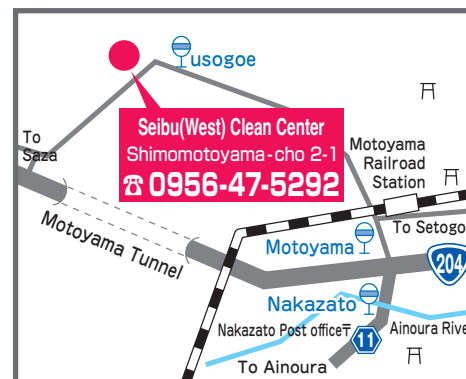 usogoe
Seibu(West) Clean Center
Shimomotoyama-cho 2-1
☎ 0956-47-5292
To
Saza
Motoyama
Railroad
Station
To Setogo
Motoyama Tunnel
Motoyama
204
Nakazato
Nakazato Post office〒
11
Ainoura Rive
To Ainoura